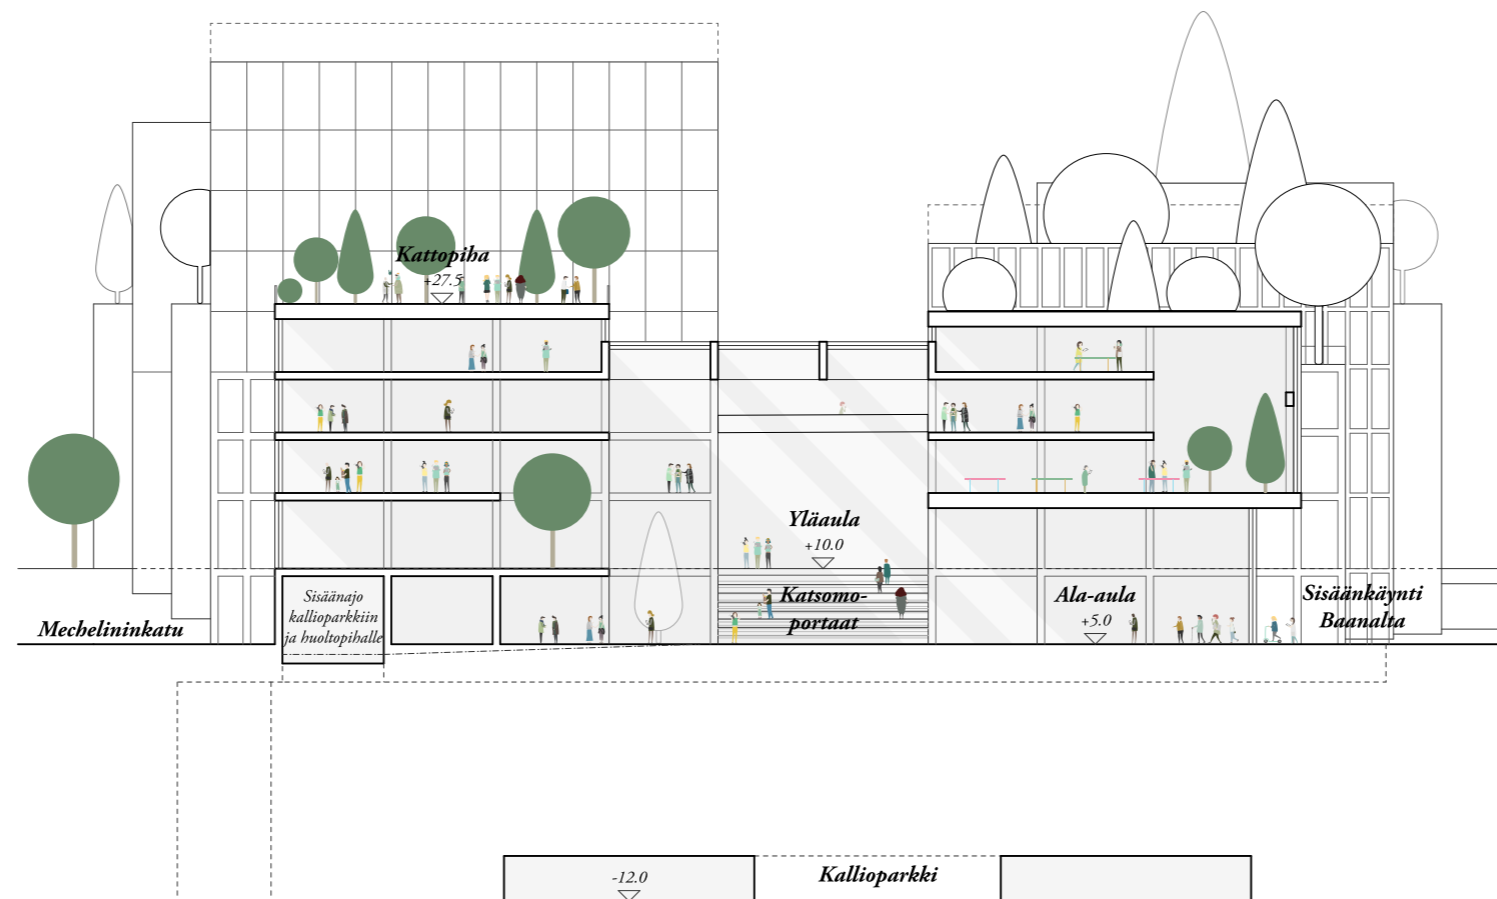 Kattopiha
+27.5
Yläaula
+10.0
Sisäänajo
kallioparkkiin
ja huoltopihalle
Mechelininkatu
Katsomo-
portaat
Ala-aula
+5.0
Sisäänkäynti
Baanalta
-12.0
Kallioparkki